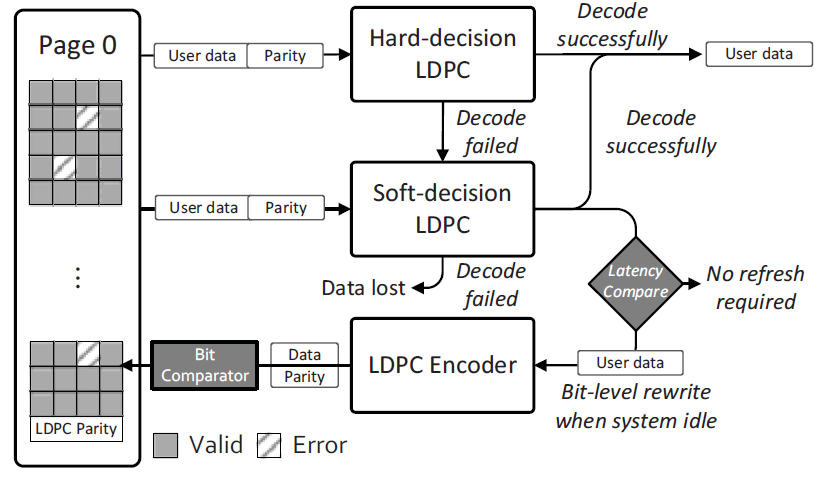 Page 0
User data
Parity
Hard-decision
LDPC
Decode
successfully
User data
Decode
failed
Decode
successfully
User data
Parity
Soft-decision
LDPC
Data lost
Decode
failed
Latency
Compare
No refresh
required
⋮
Bit
Comparator
Data
Parity
LDPC Encoder
User data
Bit-level rewrite
when system idle
LDPC Parity
Valid
Error